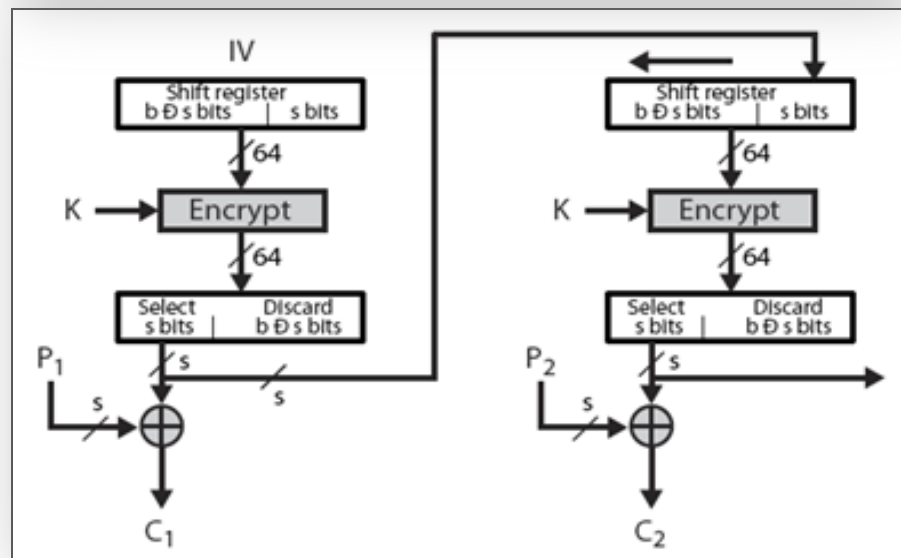 IV
Shift register
b Đ s bits | s bits
64
K
Encrypt
64
Select
s bits
Discard
b Đ s bits
P1
s
s
s
C1
Shift register
b Đ s bits | s bits
64
K
Encrypt
64
Select
s bits
Discard
b Đ s bits
P2
s
s
C2